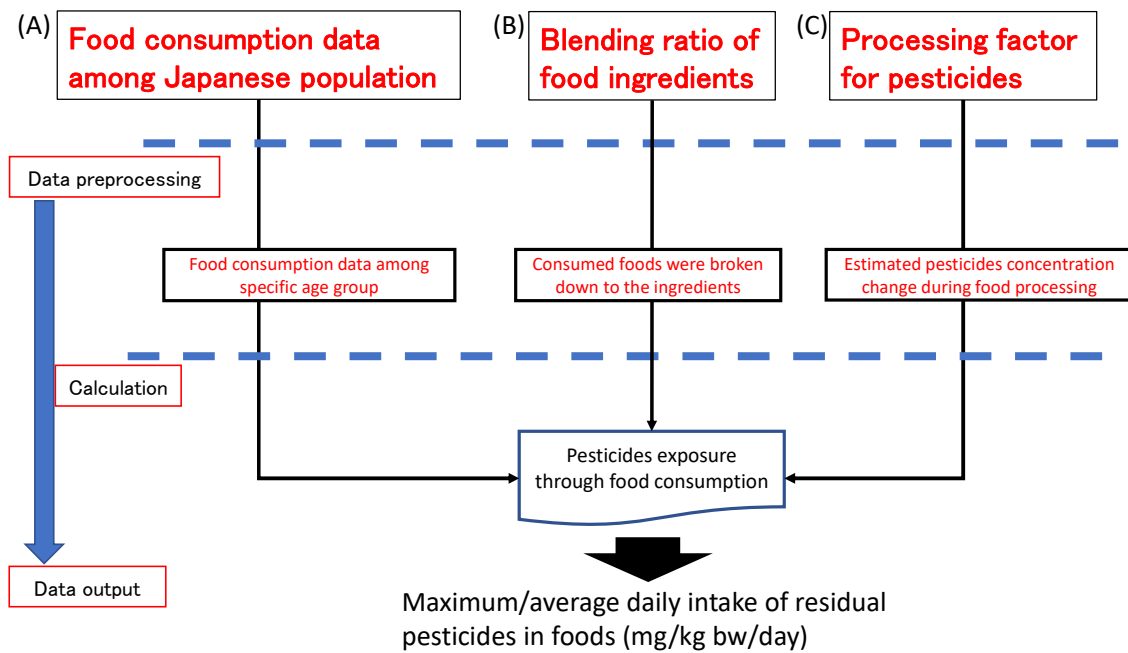 (A)
Food consumption data
among Japanese population
(B)
Blending ratio of
food ingredients
(C)
Processing factor
for pesticides
Data preprocessing
Food consumption data among
specific age group
Consumed foods were broken
down to the ingredients
Estimated pesticides concentration
change during food processing
Calculation
Pesticides exposure
through food consumption
Data output
Maximum/average daily intake of residual
pesticides in foods (mg/kg bw/day)